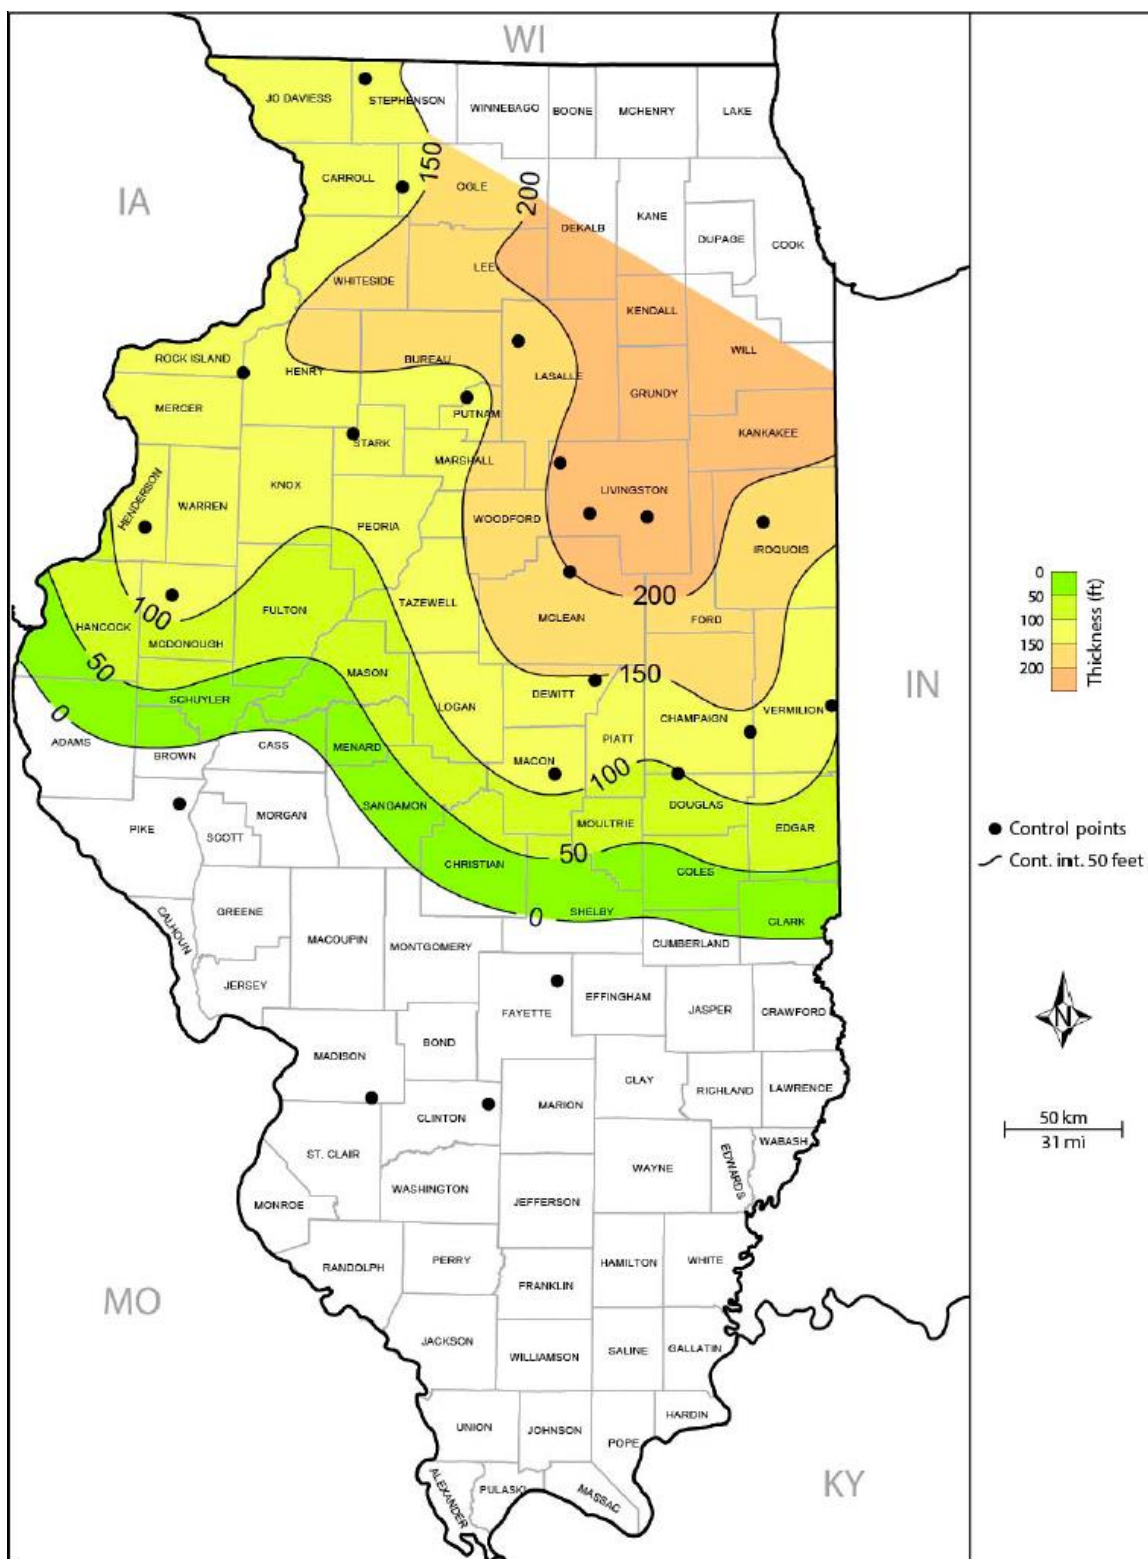 WI
JO DAVIESS
STEPHENSON
WINNEBAGO
BOONE
MCHENRY
LAKE
150
CARROLL
OGLE
200
IA
DEKALB
KANE
DUPAGE
COOK
LEE
WHITESIDE
KENDALL
WILL
ROCK ISLAND
HENRY
BUREAU
LASALLE
GRUNDY
MERCER
PUTNAM
KANKAKEE
STARK
MARSHALL
HENDERSON
WARREN
KNOX
LIVINGSTON
PEORIA
WOODFORD
IROQUOIS
0
50
100
150
200
Thickness (ft)
100
200
HANCOCK
FULTON
TAZEWELL
MCLEAN
FORD
MCDONOUGH
50
150
MASON
DEWITT
IN
SCHUYLER
LOGAN
CHAMPAIGN
VERMILION
0
ADAMS
BROWN
CASS
MENARD
PIATT
MACON
100
PIKE
SCOTT
MORGAN
SANGAMON
DOUGLAS
MOULTRIE
EDGAR
Control points
50
CHRISTIAN
COLES
Cont. int. 50 feet
0
SHELBY
CLARK
CALHOUN
GREENE
MACOUPIN
MONTGOMERY
CUMBERLAND
JERSEY
FAYETTE
EFFINGHAM
JASPER
CRAWFORD
N
MADISON
BOND
CLAY
RICHLAND
LAWRENCE
CLINTON
MARION
50 km
31 mi
ST. CLAIR
WABASH
WAYNE
EDWARDS
WASHINGTON
JEFFERSON
MONROE
RANDOLPH
PERRY
HAMILTON
WHITE
FRANKLIN
MO
JACKSON
WILLIAMSON
SALINE
GALLATIN
UNION
JOHNSON
POPE
HARDIN
ALEXANDER
PULASKI
MASSAC
KY